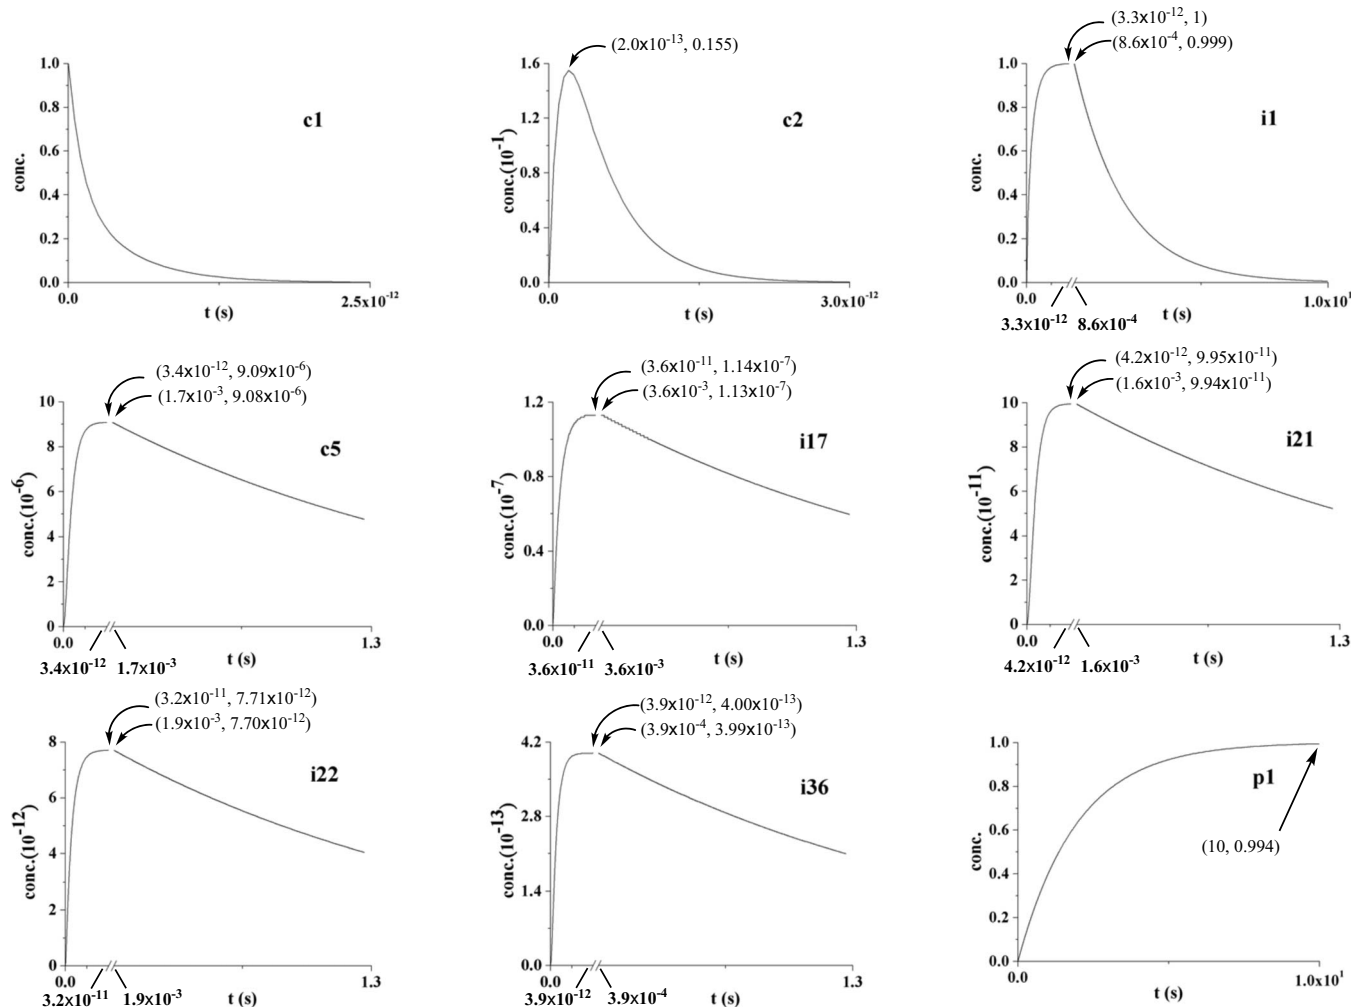 (2.0x10⁻¹³, 0.155)
(3.3x10⁻¹², 1)
(8.6x10⁻⁴, 0.999)
1.0
0.8
0.6
0.4
0.2
0.0
conc.
c1
0.0
2.5x10⁻¹²
t (s)
1.6
1.2
0.8
0.4
0.0
conc.(10⁻¹)
c2
0.0
3.0x10⁻¹²
t (s)
1.0
0.8
0.6
0.4
0.2
0.0
conc.
i1
0.0
1.0x10¹
t (s)
3.3x10⁻¹² 8.6x10⁻⁴
(3.4x10⁻¹², 9.09x10⁻⁶)
(1.7x10⁻³, 9.08x10⁻⁶)
10
8
6
4
2
0
conc.(10⁻⁶)
c5
0.0
1.3
3.4x10⁻¹² 1.7x10⁻³
t (s)
(3.6x10⁻¹¹, 1.14x10⁻⁷)
(3.6x10⁻³, 1.13x10⁻⁷)
1.2
0.8
0.4
0.0
conc.(10⁻⁷)
i17
0.0
1.3
3.6x10⁻¹¹ 3.6x10⁻³
t (s)
(4.2x10⁻¹², 9.95x10⁻¹¹)
(1.6x10⁻³, 9.94x10⁻¹¹)
10
8
6
4
2
0
conc.(10⁻¹¹)
i21
0.0
1.3
4.2x10⁻¹² 1.6x10⁻³
t (s)
(3.2x10⁻¹¹, 7.71x10⁻¹²)
(1.9x10⁻³, 7.70x10⁻¹²)
8
6
4
2
0
conc.(10⁻¹²)
i22
0.0
1.3
3.2x10⁻¹¹ 1.9x10⁻³
t (s)
(3.9x10⁻¹², 4.00x10⁻¹³)
(3.9x10⁻⁴, 3.99x10⁻¹³)
4.2
2.8
1.4
0.0
conc.(10⁻¹³)
i36
0.0
1.3
3.9x10⁻¹² 3.9x10⁻⁴
t (s)
1.0
0.8
0.6
0.4
0.2
0.0
conc.
p1
(10, 0.994)
0.0
1.0x10¹
t (s)